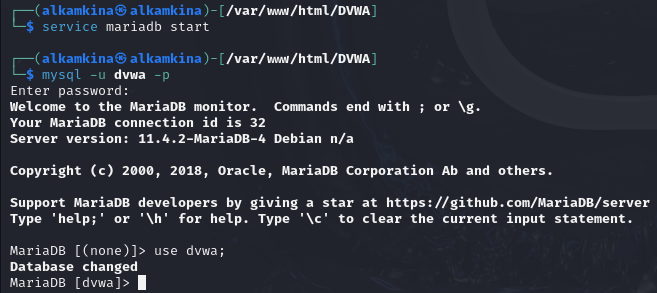 ┌──(alkamkina㉿alkamkina)-[/var/www/html/DVWA]
└─$ service mariadb start
┌──(alkamkina㉿alkamkina)-[/var/www/html/DVWA]
└─$ mysql -u dvwa -p
Enter password:
Welcome to the MariaDB monitor.  Commands end with ; or \g.
Your MariaDB connection id is 32
Server version: 11.4.2-MariaDB-4 Debian n/a
Copyright (c) 2000, 2018, Oracle, MariaDB Corporation Ab and others.
Support MariaDB developers by giving a star at https://github.com/MariaDB/server
Type 'help;' or '\h' for help. Type '\c' to clear the current input statement.
MariaDB [(none)]> use dvwa;
Database changed
MariaDB [dvwa]>